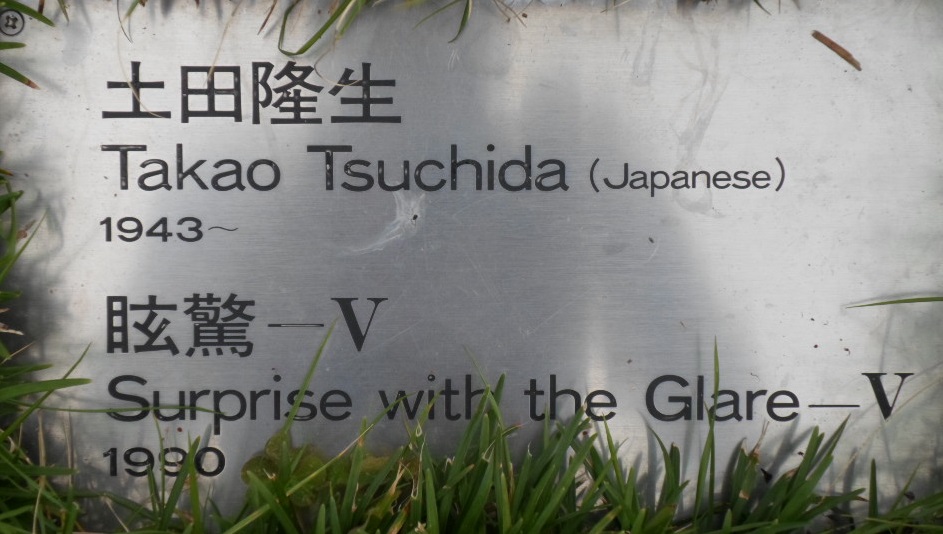 土田隆生
Takao Tsuchida (Japanese)
1943～
眩驚―V
Surprise with the Glare―V
1990